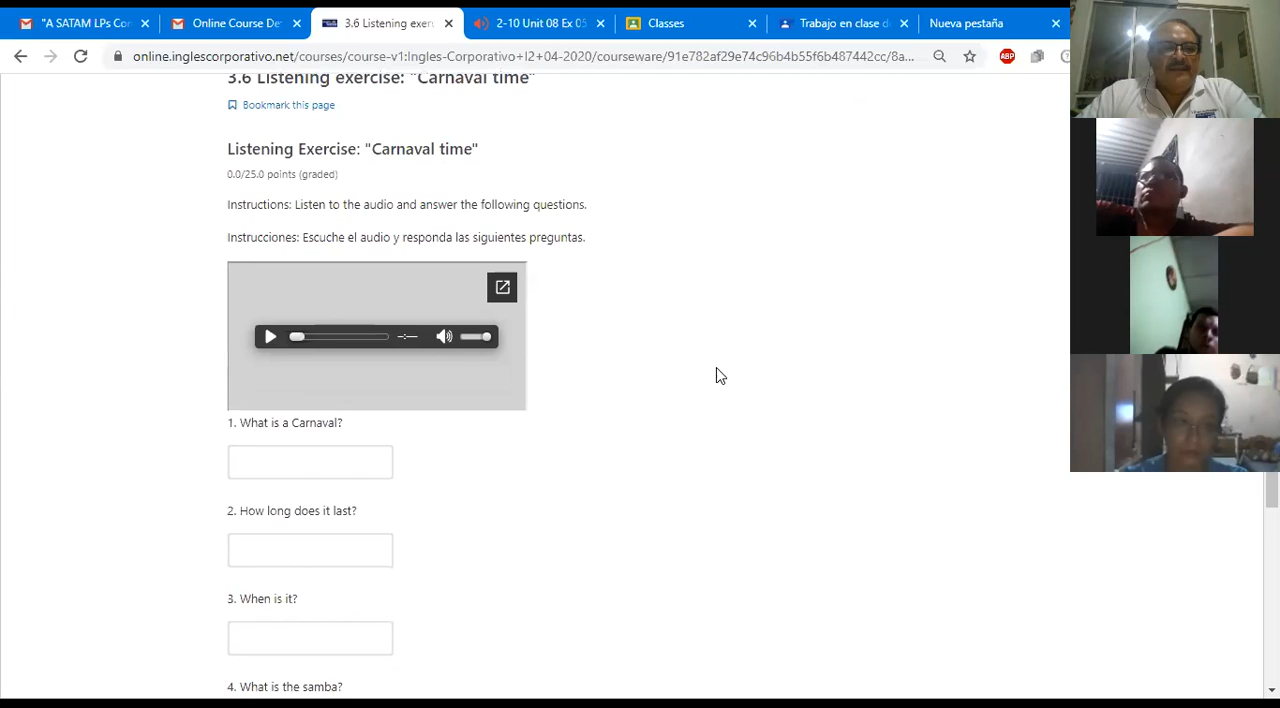 "A SATAM LPs Cor
Online Course De
3.6 Listening exer
2-10 Unit 08 Ex 05
Classes
Trabajo en clase d
Nueva pestaña
online.inglescorporativo.net/courses/course-v1:Ingles-Corporativo+I2+04-2020/courseware/91e782af29e74c96b4b55f6b487442cc/8a...
ABP
3.6 Listening exercise: "Carnaval time"
Bookmark this page
Listening Exercise: "Carnaval time"
0.0/25.0 points (graded)
Instructions: Listen to the audio and answer the following questions.
Instrucciones: Escuche el audio y responda las siguientes preguntas.
--:--
1. What is a Carnaval?
2. How long does it last?
3. When is it?
4. What is the samba?